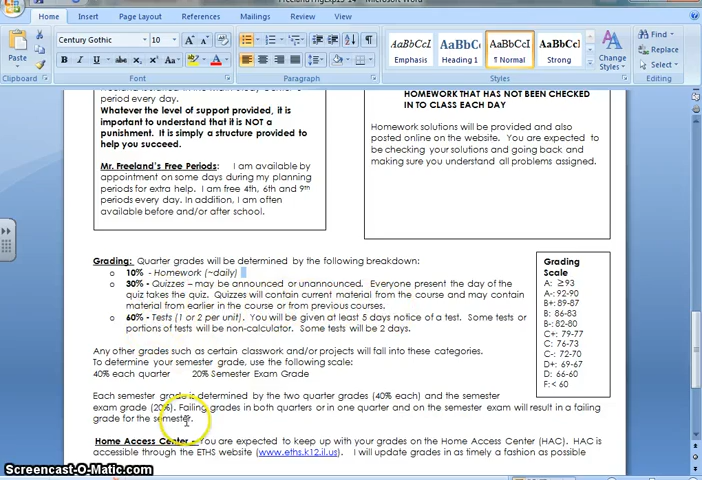 Microsoft Word
Home
Insert
Page Layout
References
Mailings
Review
View
Paste
Clipboard
Century Gothic
10
Font
Paragraph
AaBbCcI
AaBbC
AaBbCcI
AaBbCcI
Emphasis
Heading 1
¶ Normal
Strong
Change
Styles
Styles
Find
Replace
Select
Editing
period every day.
Whatever the level of support provided, it is
important to understand that it is NOT a
punishment. It is simply a structure provided to
help you succeed.
Mr. Freeland's Free Periods: I am available by
appointment on some days during my planning
periods for extra help. I am free 4th, 6th and 9th
periods every day. In addition, I am often
available before and/or after school.
HOMEWORK THAT HAS NOT BEEN CHECKED
IN TO CLASS EACH DAY
Homework solutions will be provided and also
posted online on the website. You are expected to
be checking your solutions and going back and
making sure you understand all problems assigned.
Grading: Quarter grades will be determined by the following breakdown:
o 10% - Homework (~daily)
o 30% - Quizzes – may be announced or unannounced. Everyone present the day of the
quiz takes the quiz. Quizzes will contain current material from the course and may contain
material from earlier in the course or from previous courses.
o 60% - Tests (1 or 2 per unit). You will be given at least 5 days notice of a test. Some tests or
portions of tests will be non-calculator. Some tests will be 2 days.
Grading
Scale
A: ≥93
A-: 92-90
B+: 89-87
B: 86-83
B-: 82-80
C+: 79-77
C: 76-73
C-: 72-70
D+: 69-67
D: 66-60
F: < 60
Any other grades such as certain classwork and/or projects will fall into these categories.
To determine your semester grade, use the following scale:
40% each quarter 20% Semester Exam Grade
Each semester grade is determined by the two quarter grades (40% each) and the semester
exam grade (20%). Failing grades in both quarters or in one quarter and on the semester exam will result in a failing
grade for the semester.
Home Access Center – You are expected to keep up with your grades on the Home Access Center (HAC). HAC is
accessible through the ETHS website (www.eths.k12.il.us). I will update grades in as timely a fashion as possible
Screencast-O-Matic.com